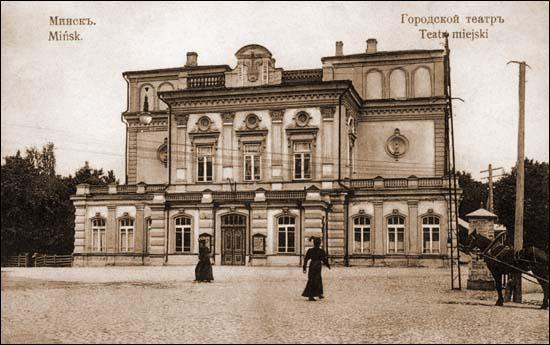 Минскъ.
Mińsk.
Городской театръ
Teatr miejski